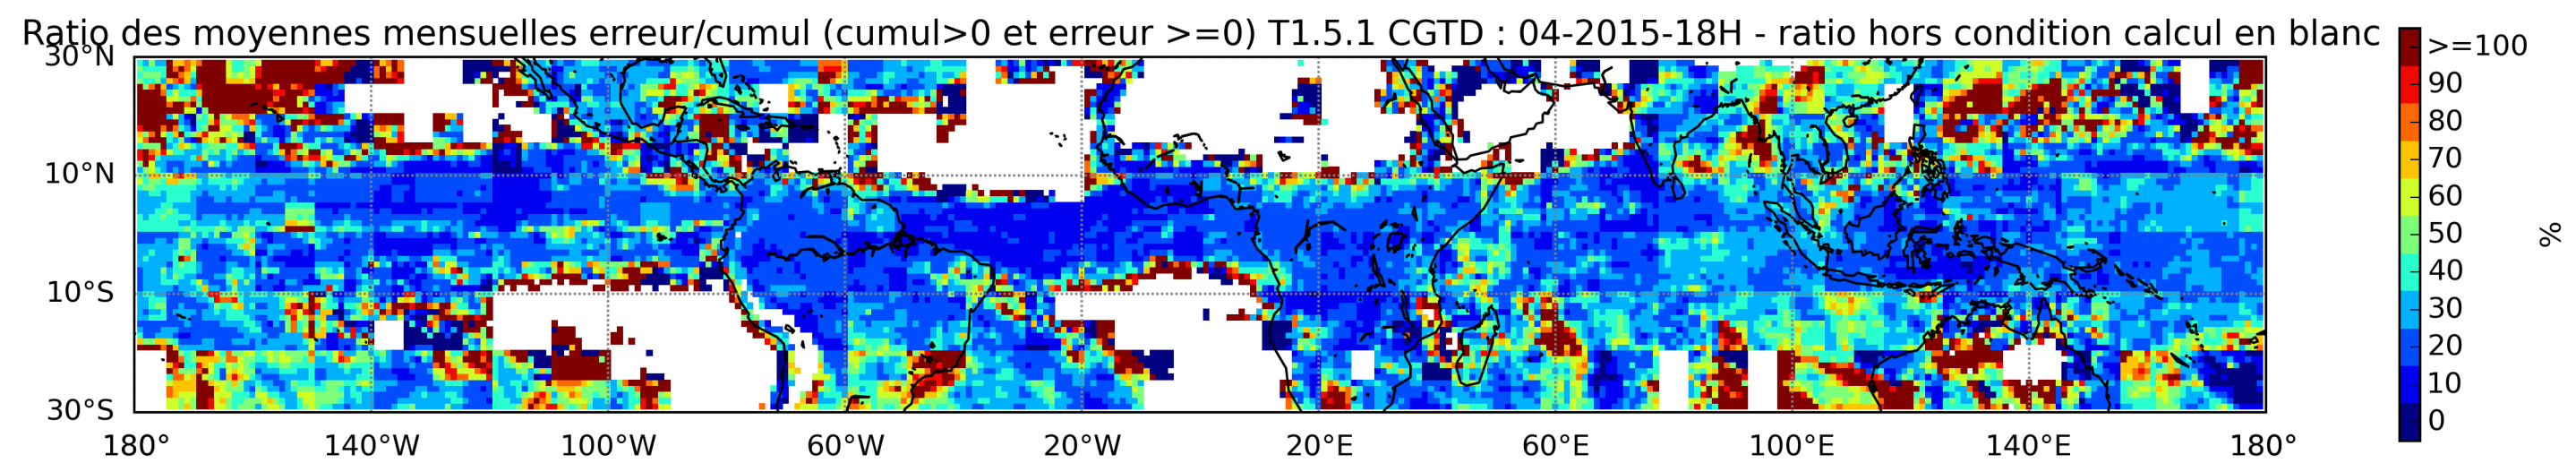 Ratio des moyennes mensuelles erreur/cumul (cumul>0 et erreur >=0) T1.5.1 CGTD : 04-2015-18H - ratio hors condition calcul en blanc
30°N
10°N
10°S
30°S
180° 140°W 100°W 60°W 20°W 20°E 60°E 100°E 140°E 180°
>=100
90
80
70
60
50
40
30
20
10
0
%